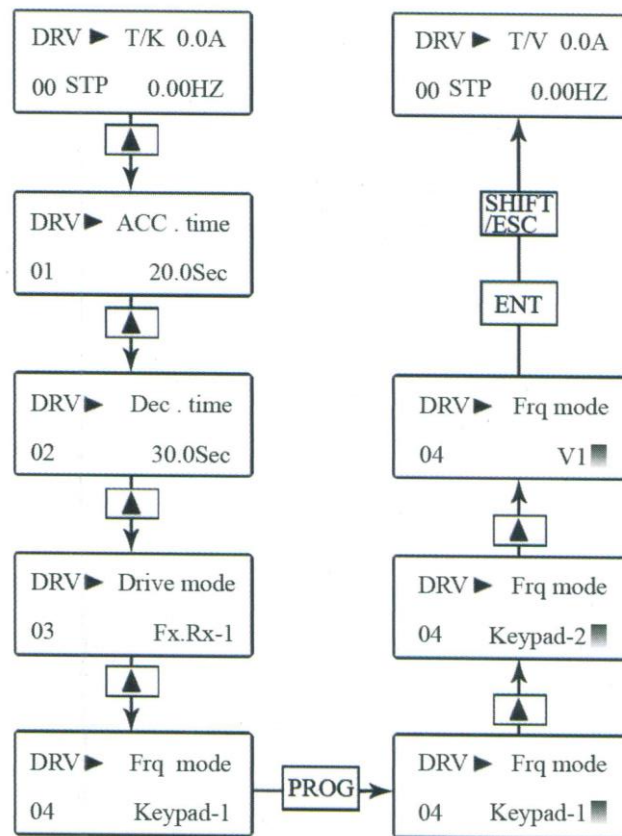 DRV ► T/K 0.0A
00 STP 0.00HZ
▲
DRV ► ACC . time
01 20.0Sec
▲
DRV ► Dec . time
02 30.0Sec
▲
DRV ► Drive mode
03 Fx.Rx-1
▲
DRV ► Frq mode
04 Keypad-1
PROG
DRV ► Frq mode
04 Keypad-1
▲
DRV ► Frq mode
04 Keypad-2
▲
DRV ► Frq mode
04 V1
ENT
SHIFT
/ESC
DRV ► T/V 0.0A
00 STP 0.00HZ